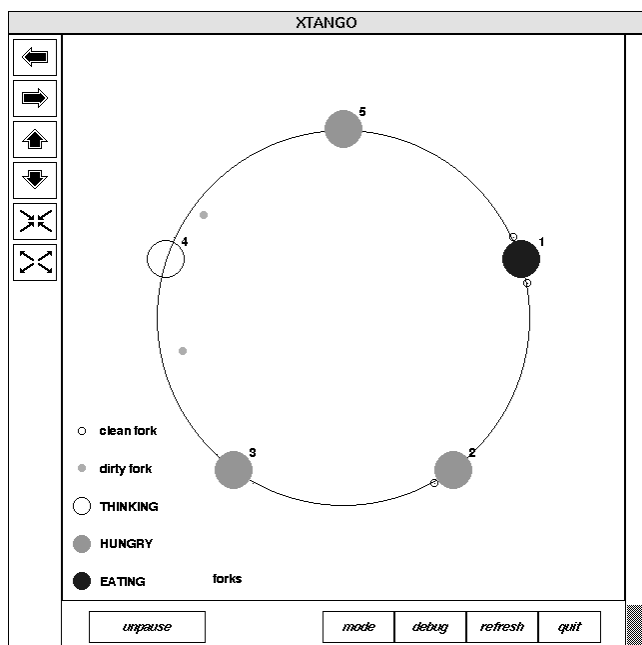 XTANGO
5
4
1
clean fork
3
2
dirty fork
THINKING
HUNGRY
EATING forks
unpause mode debug refresh quit